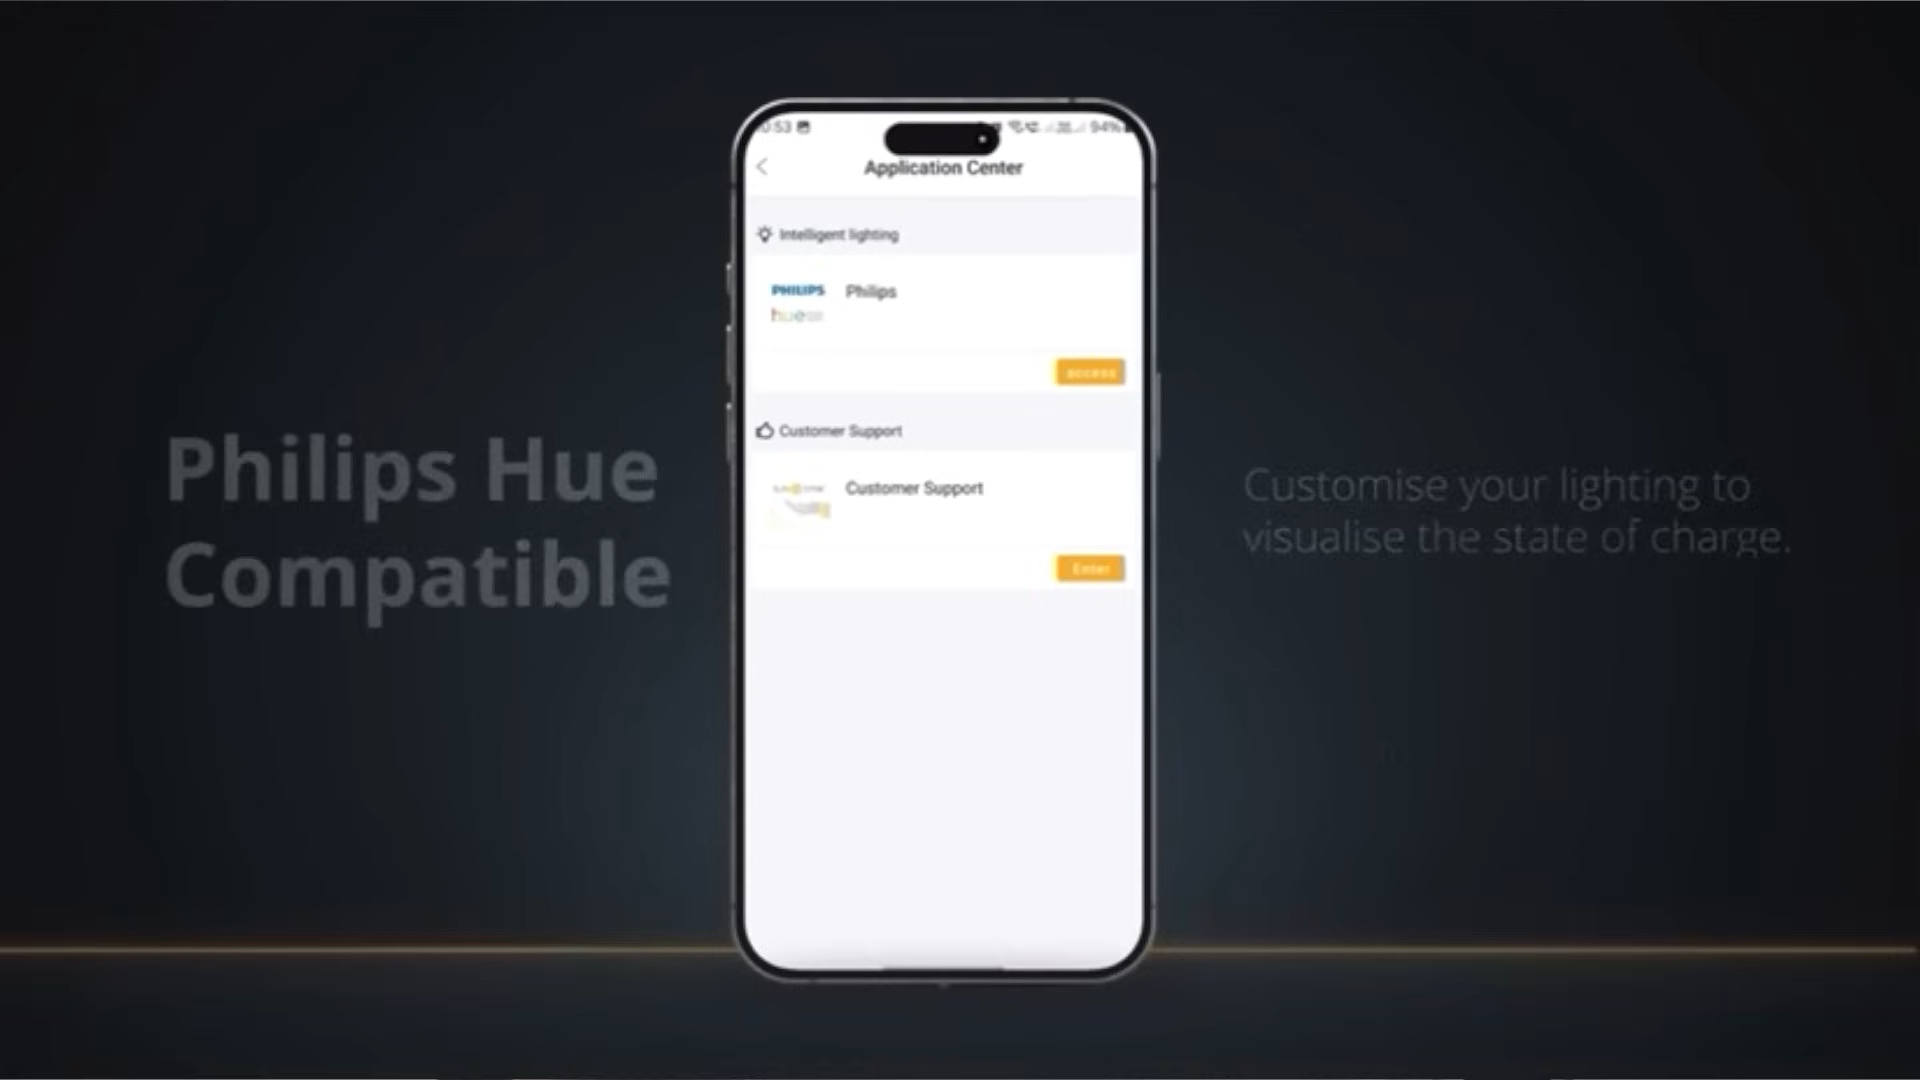 Philips Hue
Compatible
94%
Application Center
Intelligent lighting
PHILIPS
hue
Philips
access
Customer Support
Customer Support
Enter
Customise your lighting to
visualise the state of charge.